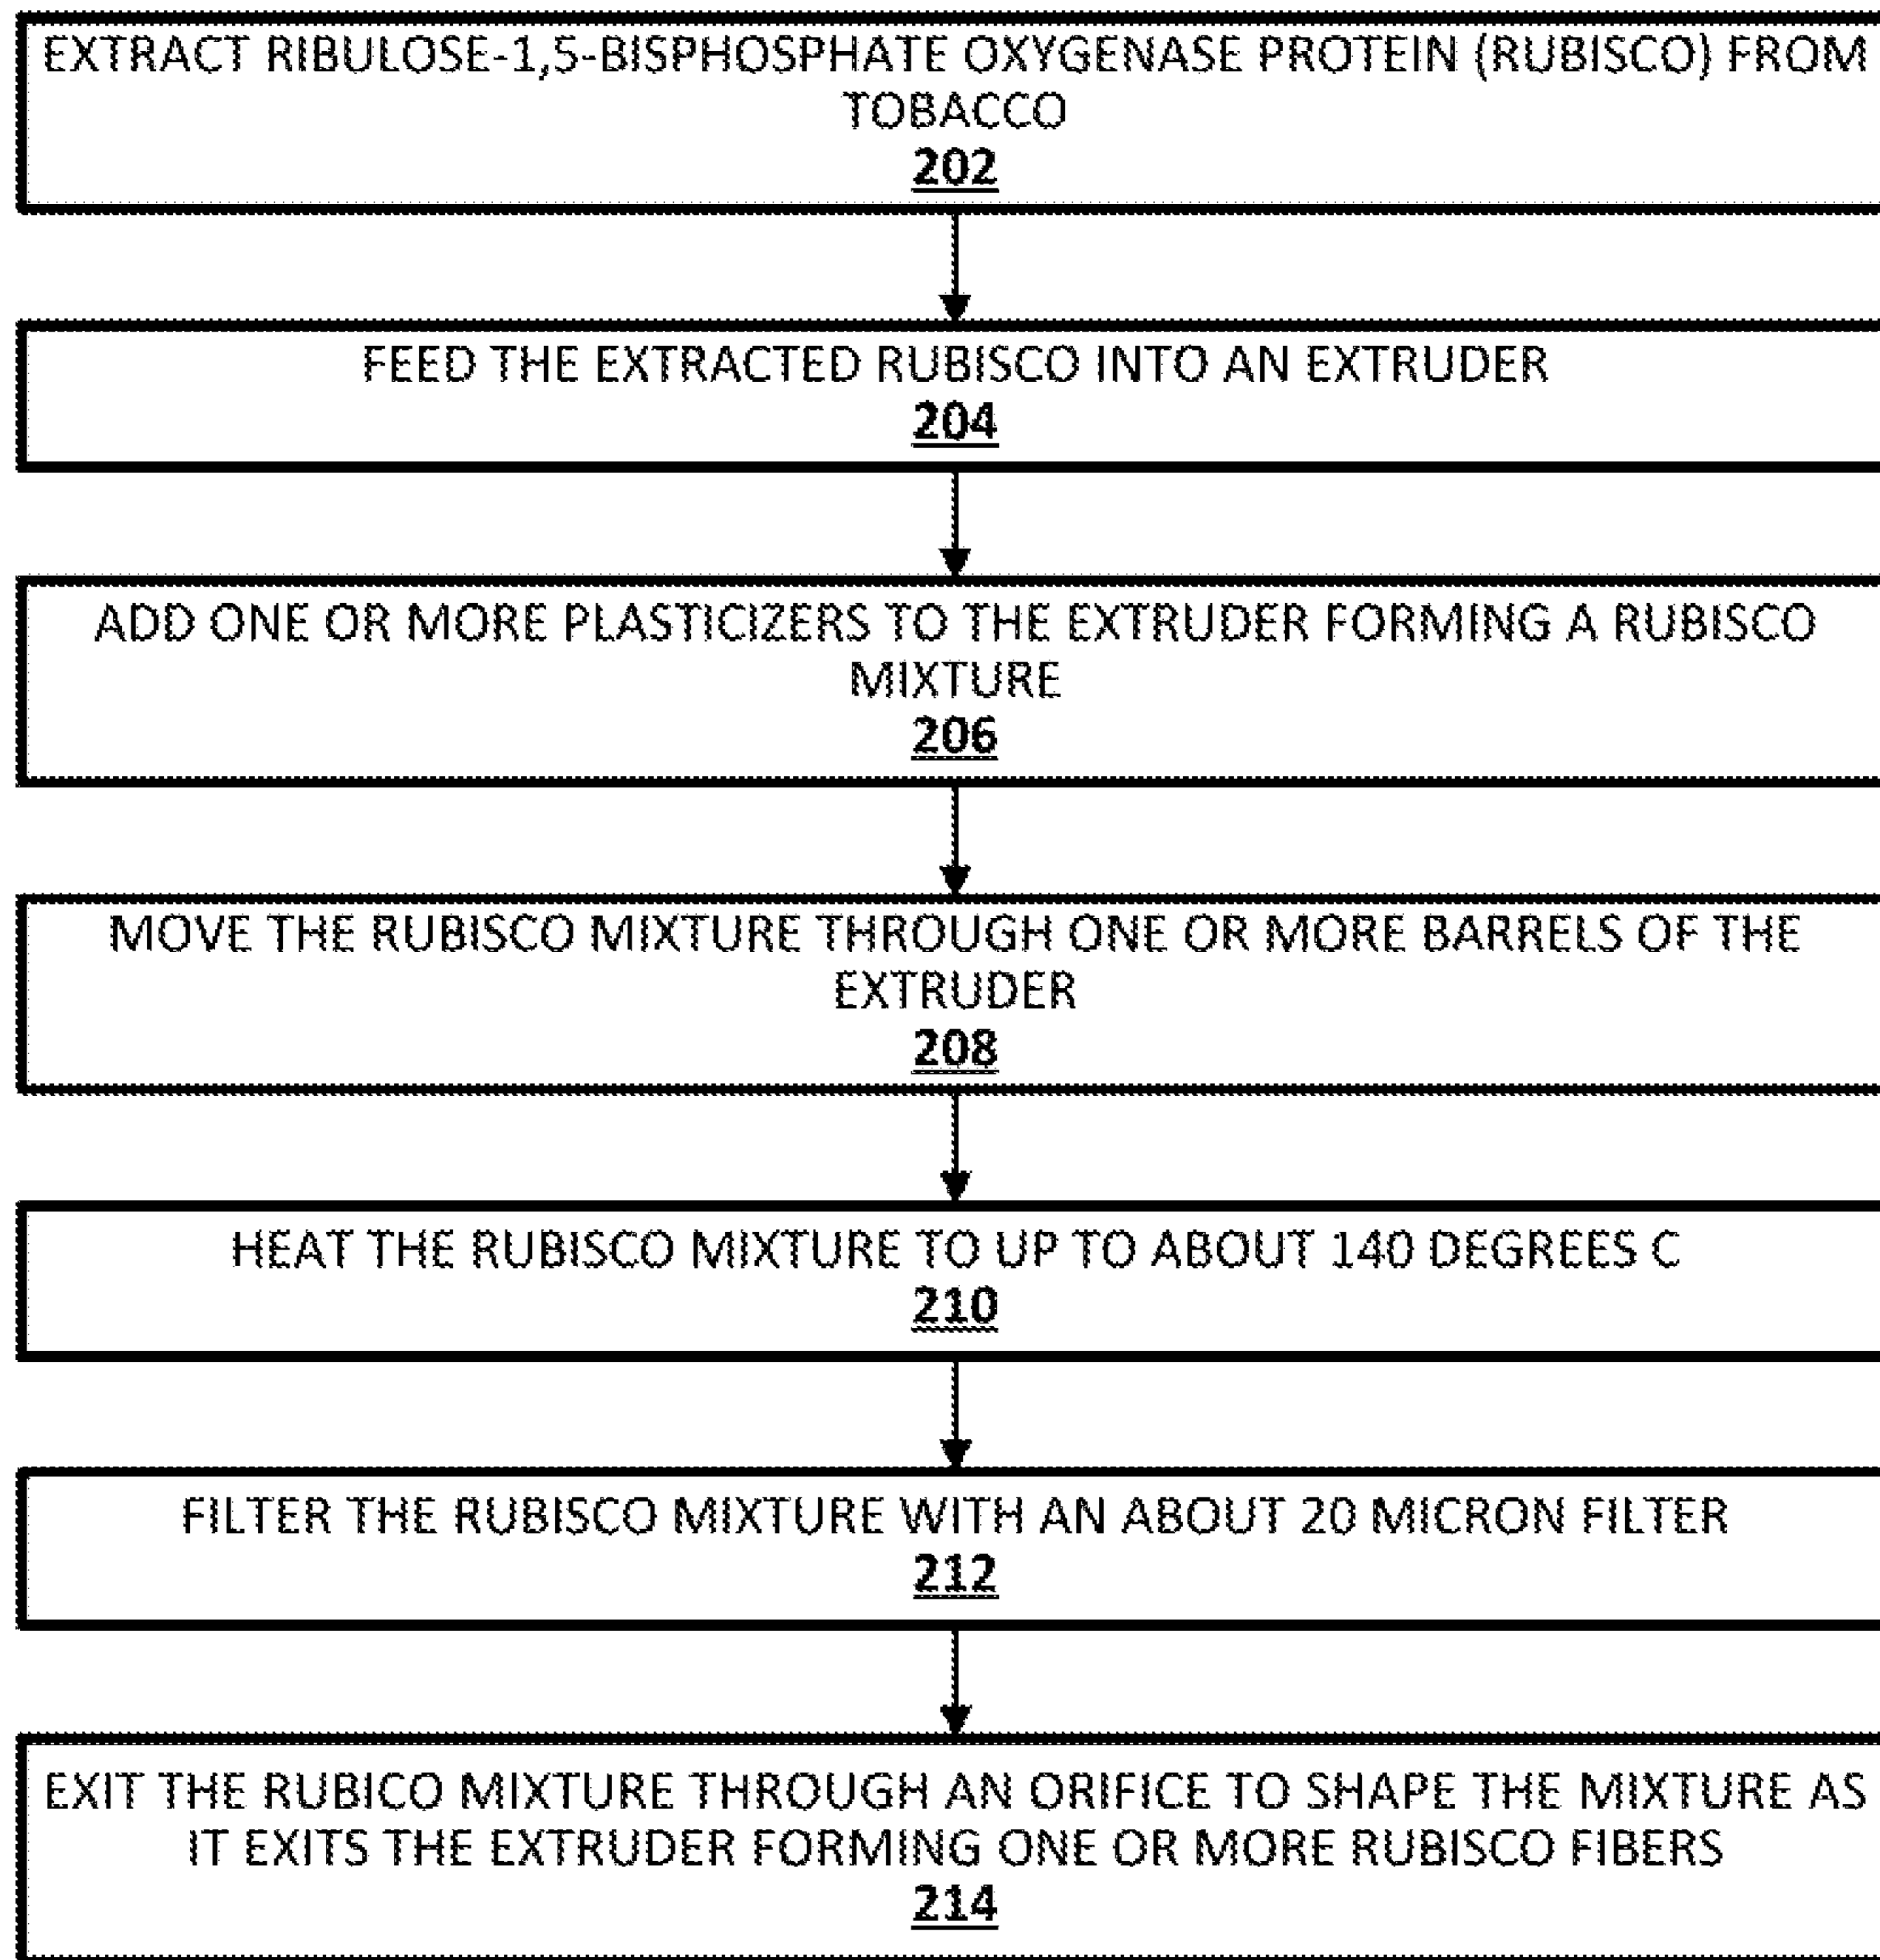 EXTRACT RIBULOSE-1,5-BISPHOSPHATE OXYGENASE PROTEIN (RUBISCO) FROM
TOBACCO
202
FEED THE EXTRACTED RUBISCO INTO AN EXTRUDER
204
ADD ONE OR MORE PLASTICIZERS TO THE EXTRUDER FORMING A RUBISCO
MIXTURE
206
MOVE THE RUBISCO MIXTURE THROUGH ONE OR MORE BARRELS OF THE
EXTRUDER
208
HEAT THE RUBISCO MIXTURE TO UP TO ABOUT 140 DEGREES C
210
FILTER THE RUBISCO MIXTURE WITH AN ABOUT 20 MICRON FILTER
212
EXIT THE RUBICO MIXTURE THROUGH AN ORIFICE TO SHAPE THE MIXTURE AS
IT EXITS THE EXTRUDER FORMING ONE OR MORE RUBISCO FIBERS
214